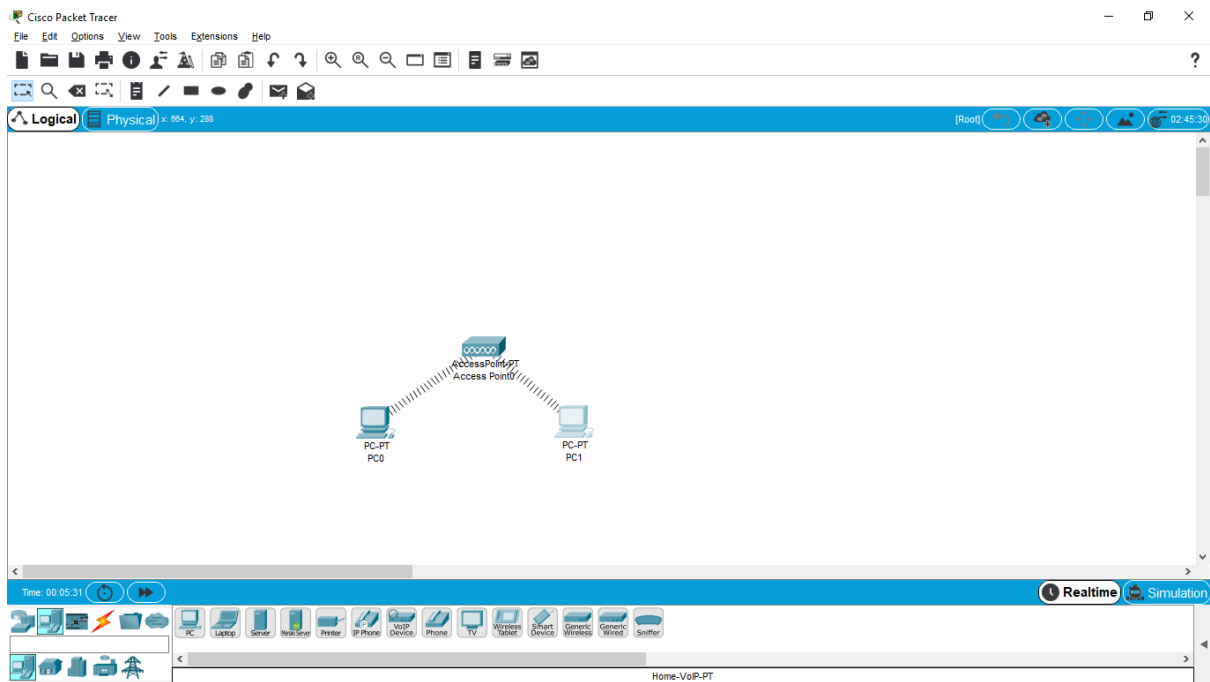 Cisco Packet Tracer
File Edit Options View Tools Extensions Help
?
Logical Physical x: 664, y: 288 [Root] 02:45:30
AccessPoint-PT
Access Point0
PC-PT PC-PT
PC0 PC1
Time: 00:05:31 Realtime Simulation
PC Laptop Server Meraki Server Printer IP Phone VoIP Device Phone TV Wireless Tablet Smart Device Generic Wireless Generic Wired Sniffer
Home-VoIP-PT